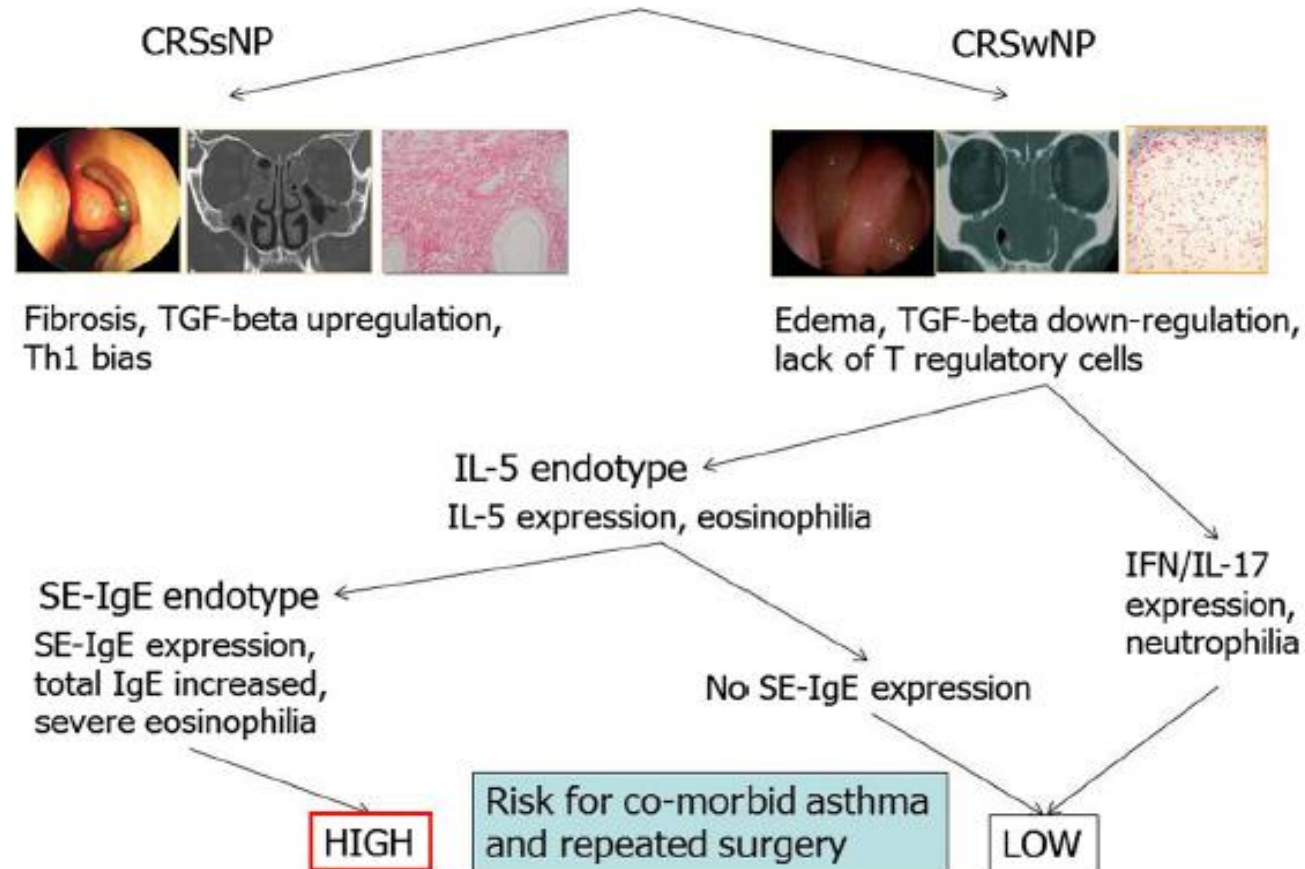 CRSsNP
CRSwNP
Fibrosis, TGF-beta upregulation,
Th1 bias
Edema, TGF-beta down-regulation,
lack of T regulatory cells
IL-5 endotype
IL-5 expression, eosinophilia
IFN/IL-17
expression,
neutrophilia
SE-IgE endotype
SE-IgE expression,
total IgE increased,
severe eosinophilia
No SE-IgE expression
HIGH
Risk for co-morbid asthma
and repeated surgery
LOW